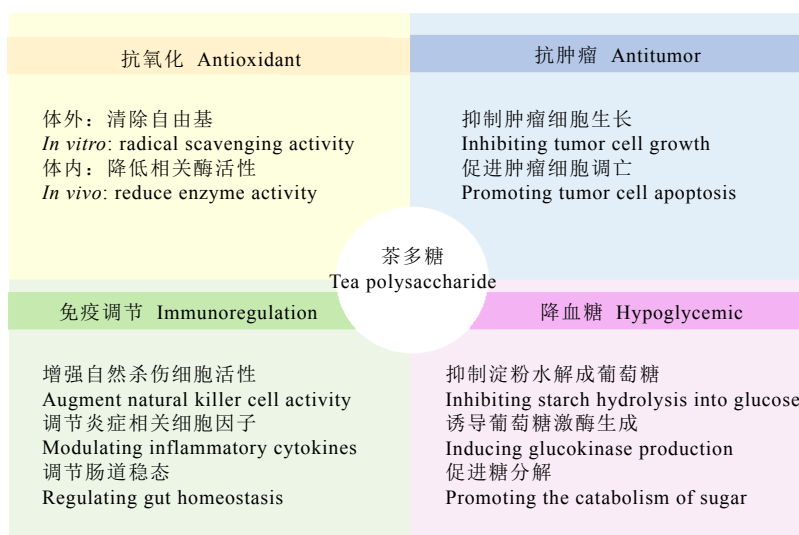 抗氧化 Antioxidant
体外：清除自由基
In vitro: radical scavenging activity
体内：降低相关酶活性
In vivo: reduce enzyme activity
抗肿瘤 Antitumor
抑制肿瘤细胞生长
Inhibiting tumor cell growth
促进肿瘤细胞调亡
Promoting tumor cell apoptosis
茶多糖
Tea polysaccharide
免疫调节 Immunoregulation
增强自然杀伤细胞活性
Augment natural killer cell activity
调节炎症相关细胞因子
Modulating inflammatory cytokines
调节肠道稳态
Regulating gut homeostasis
降血糖 Hypoglycemic
抑制淀粉水解成葡萄糖
Inhibiting starch hydrolysis into glucose
诱导葡萄糖激酶生成
Inducing glucokinase production
促进糖分解
Promoting the catabolism of sugar